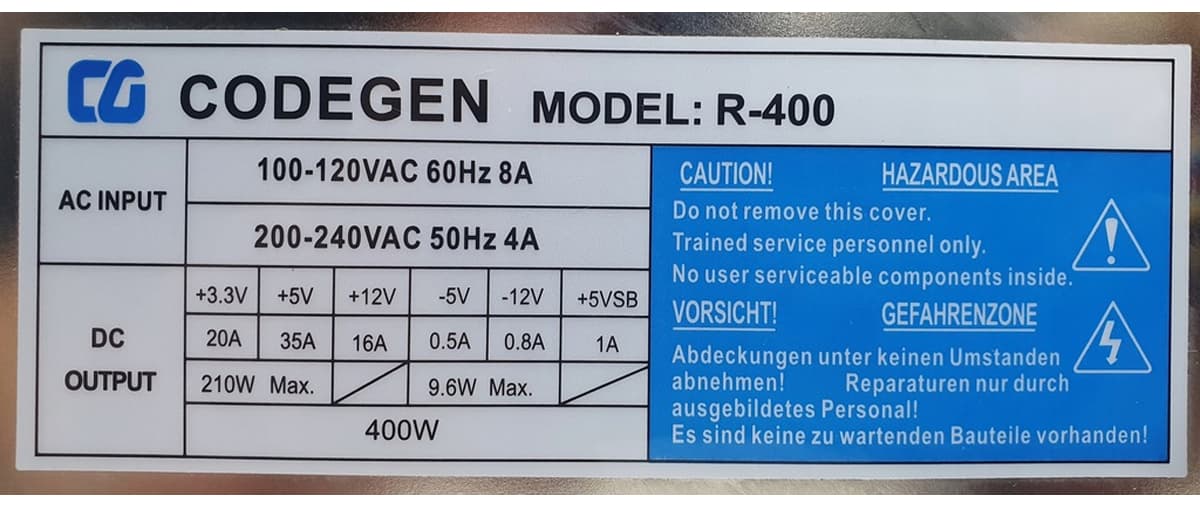 CG CODEGEN MODEL: R-400
AC INPUT
100-120VAC 60Hz 8A
200-240VAC 50Hz 4A
DC OUTPUT
+3.3V +5V +12V -5V -12V +5VSB
20A 35A 16A 0.5A 0.8A 1A
210W Max. 9.6W Max.
400W
CAUTION! HAZARDOUS AREA
Do not remove this cover.
Trained service personnel only.
No user serviceable components inside.
VORSICHT! GEFAHRENZONE
Abdeckungen unter keinen Umstanden
abnehmen! Reparaturen nur durch
ausgebildetes Personal!
Es sind keine zu wartenden Bauteile vorhanden!